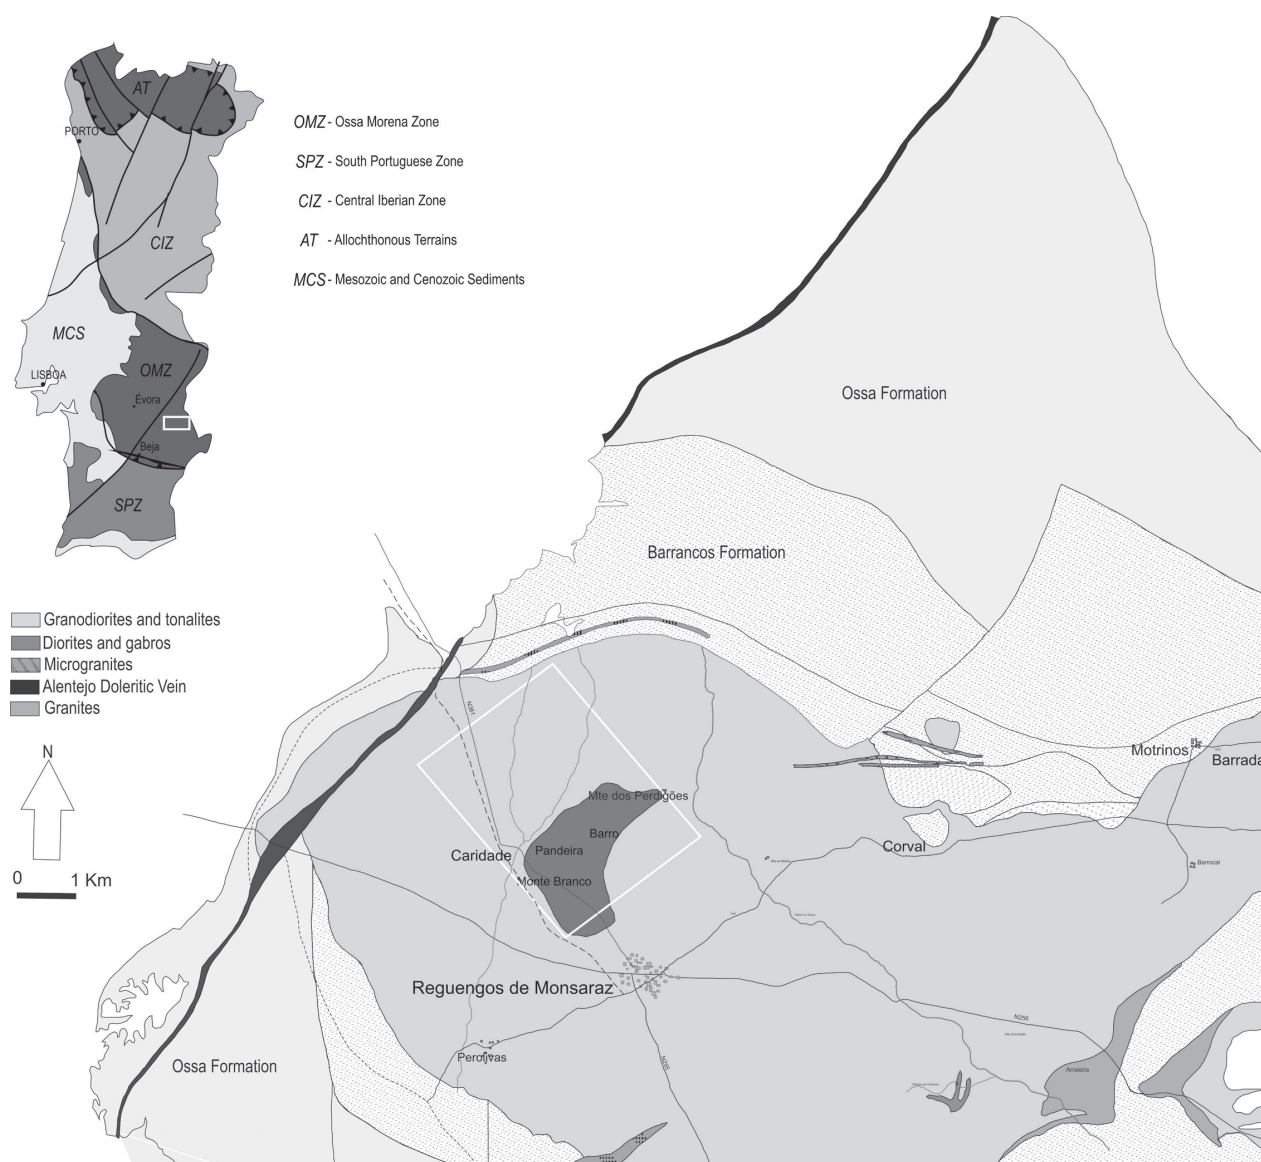 AT
PORTO
CIZ
MCS
OMZ
LISBOA
Évora
Beja
SPZ
OMZ - Ossa Morena Zone
SPZ - South Portuguese Zone
CIZ - Central Iberian Zone
AT - Allochthonous Terrains
MCS - Mesozoic and Cenozoic Sediments
Ossa Formation
Barrancos Formation
Granodiorites and tonalites
Diorites and gabros
Microgranites
Alentejo Doleritic Vein
Granites
N
0 1 Km
N381
Motrinos
Barrada
Mte dos Perdigões
Barro
Pandeira
Caridade
Monte Branco
Corval
Barrocal
Reguengos de Monsaraz
N256
N255
Perolivas
Arraieira
Ossa Formation